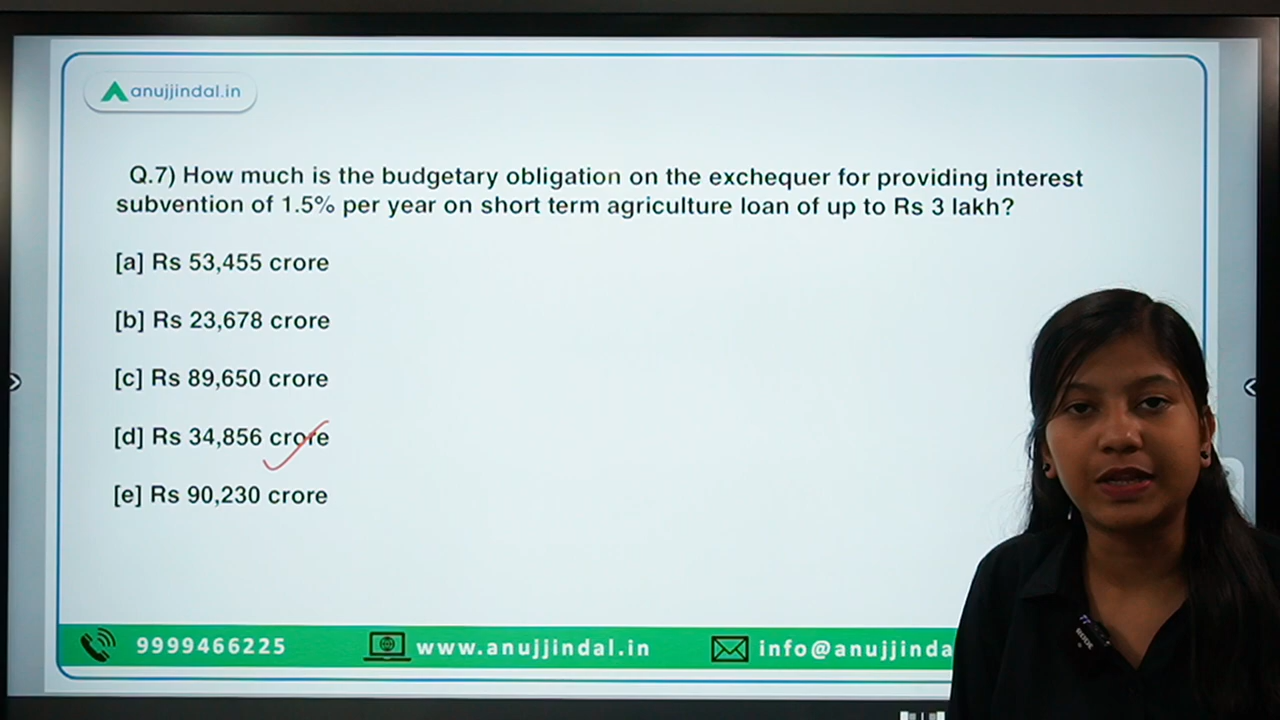 anujjindal.in
Q.7) How much is the budgetary obligation on the exchequer for providing interest
subvention of 1.5% per year on short term agriculture loan of up to Rs 3 lakh?
[a] Rs 53,455 crore
[b] Rs 23,678 crore
[c] Rs 89,650 crore
[d] Rs 34,856 crore
[e] Rs 90,230 crore
9999466225 www.anujjindal.in info@anujjinda